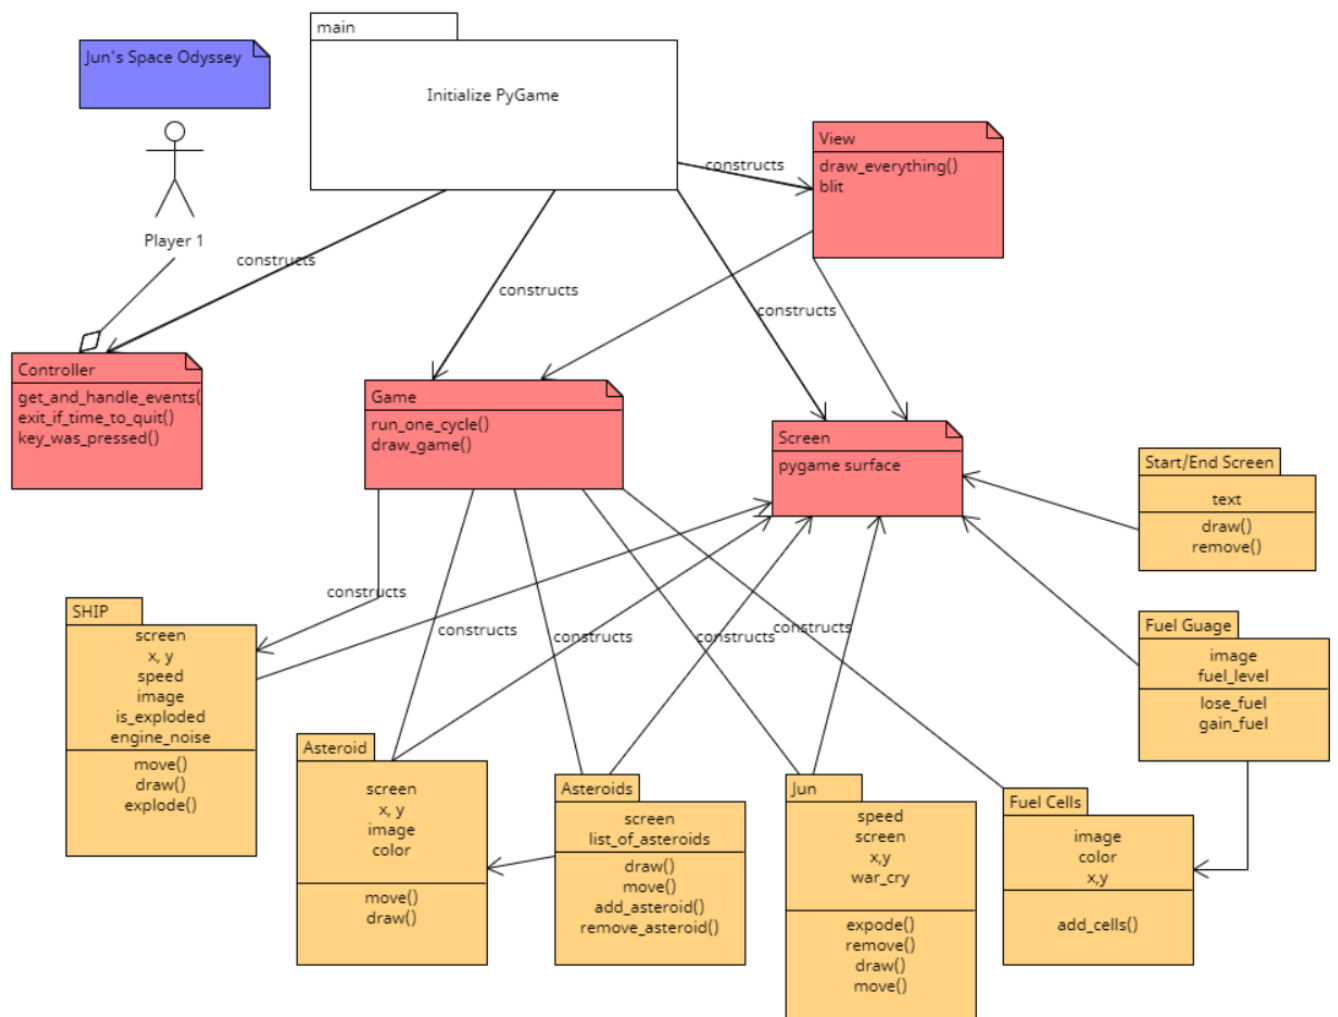 main
Jun's Space Odyssey
Initialize PyGame
Player 1
constructs
constructs
constructs
constructs
View
draw_everything()
blit
Controller
get_and_handle_events(
exit_if_time_to_quit()
key_was_pressed()
Game
run_one_cycle()
draw_game()
Screen
pygame surface
Start/End Screen
text
draw()
remove()
constructs
constructs
constructs
constructs
constructs
SHIP
screen
x, y
speed
image
is_exploded
engine_noise
move()
draw()
explode()
Fuel Guage
image
fuel_level
lose_fuel
gain_fuel
Asteroid
screen
x, y
image
color
move()
draw()
Asteroids
screen
list_of_asteroids
draw()
move()
add_asteroid()
remove_asteroid()
Jun
speed
screen
x,y
war_cry
expode()
remove()
draw()
move()
Fuel Cells
image
color
x,y
add_cells()